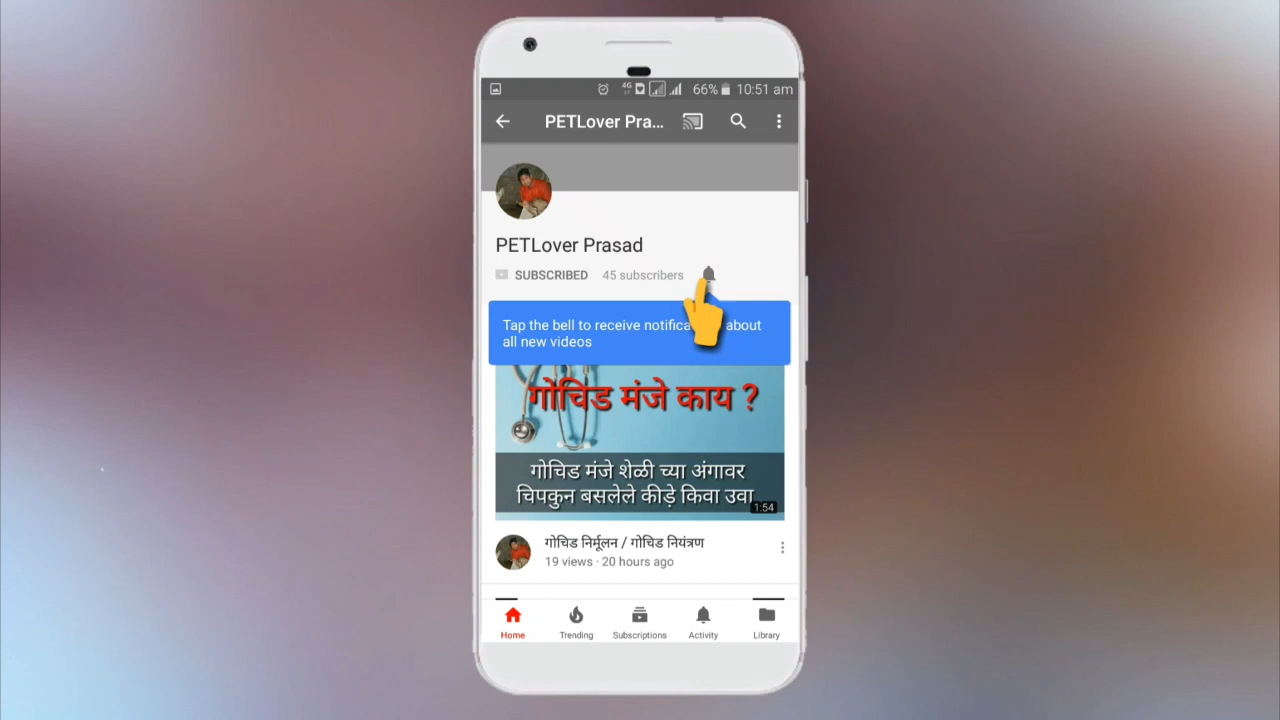 4G 66% 10:51 am
PETLover Pra...
PETLover Prasad
SUBSCRIBED 45 subscribers
Tap the bell to receive about
all new videos
गोचिड मंजे काय ?
गोचिड मंजे शेळी च्या अंगावर
चिपकुन बसलेले कीड़े किवा उवा
1:54
गोचिड निर्मूलन / गोचिड नियंत्रण
19 views · 20 hours ago
Home Trending Subscriptions Activity Library